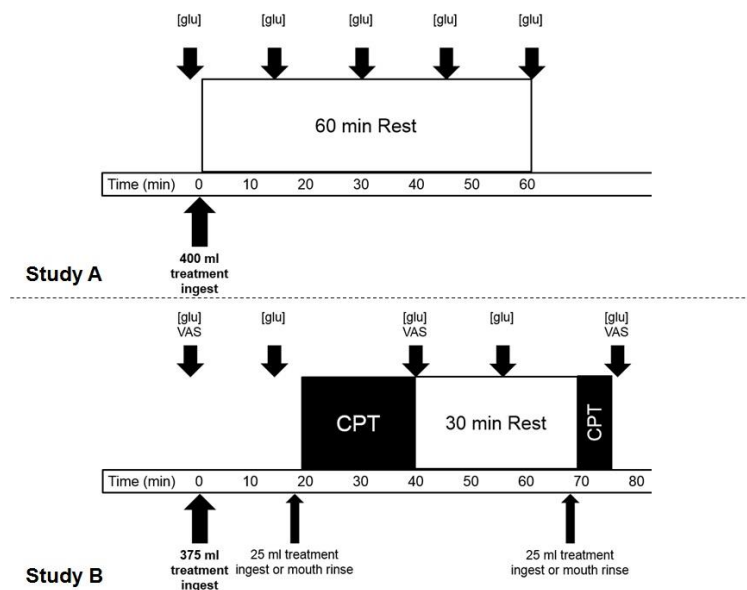 [glu] [glu] [glu] [glu] [glu]
60 min Rest
Time (min) 0 10 20 30 40 50 60
400 ml
treatment
ingest
Study A
[glu] [glu] [glu] [glu] [glu]
VAS VAS VAS
CPT 30 min Rest CPT
Time (min) 0 10 20 30 40 50 60 70 80
375 ml 25 ml treatment 25 ml treatment
treatment ingest or mouth rinse ingest or mouth rinse
ingest
Study B